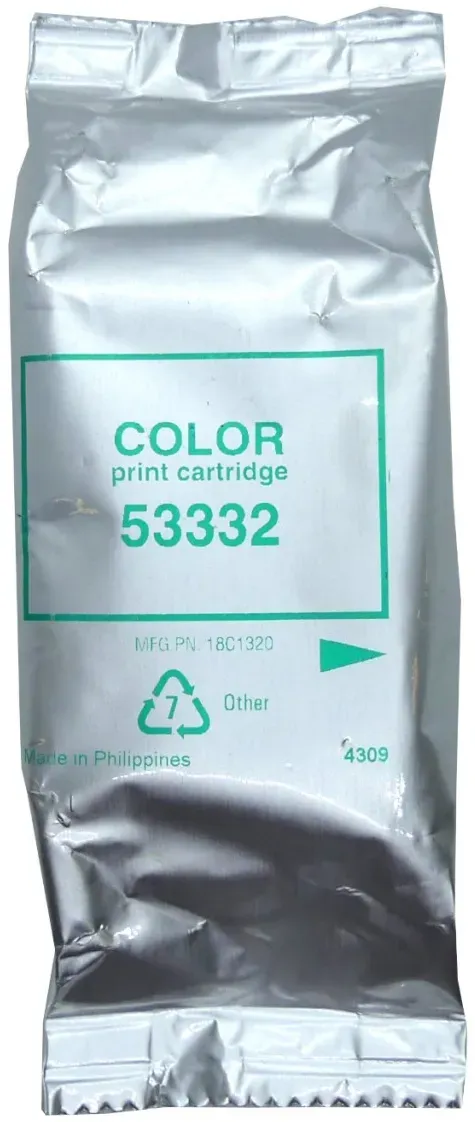 COLOR
print cartridge
53332
MFG PN. 18C1320
7 Other
Made in Philippines 4309